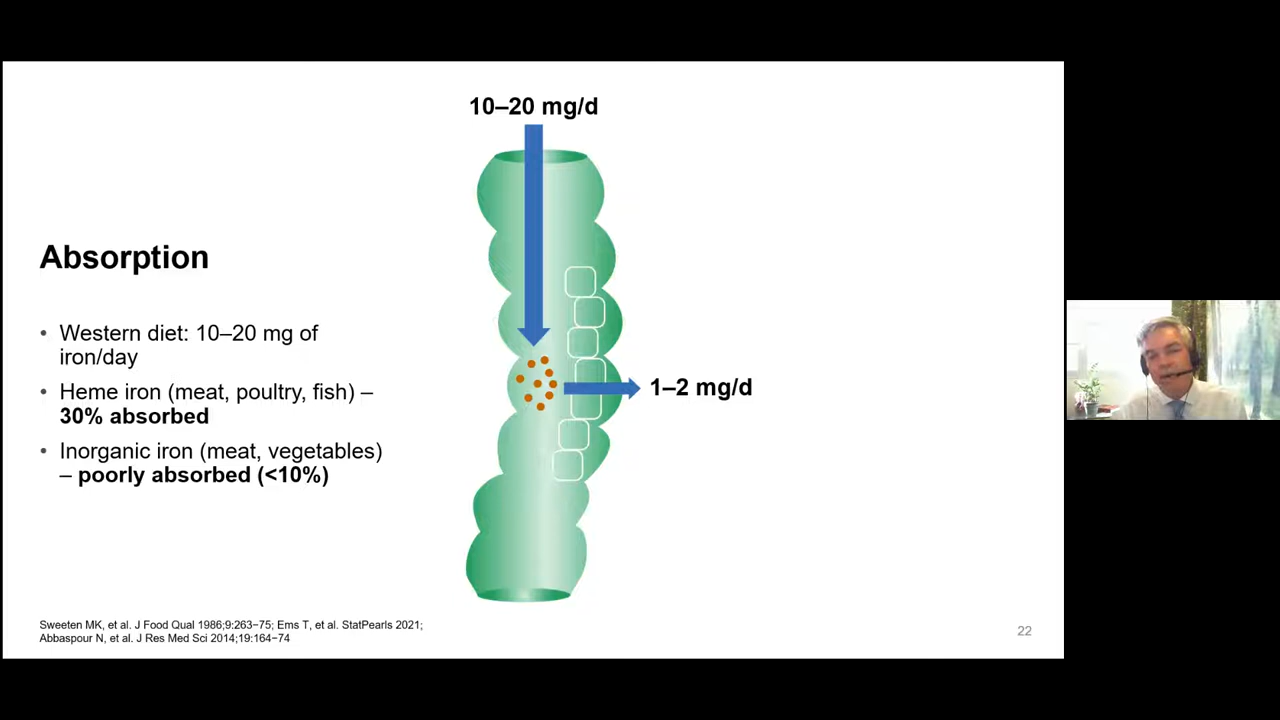 10–20 mg/d
Absorption
• Western diet: 10–20 mg of
iron/day
• Heme iron (meat, poultry, fish) –
30% absorbed
• Inorganic iron (meat, vegetables)
– poorly absorbed (<10%)
1–2 mg/d
Sweeten MK, et al. J Food Qual 1986;9:263−75; Ems T, et al. StatPearls 2021;
Abbaspour N, et al. J Res Med Sci 2014;19:164−74
22